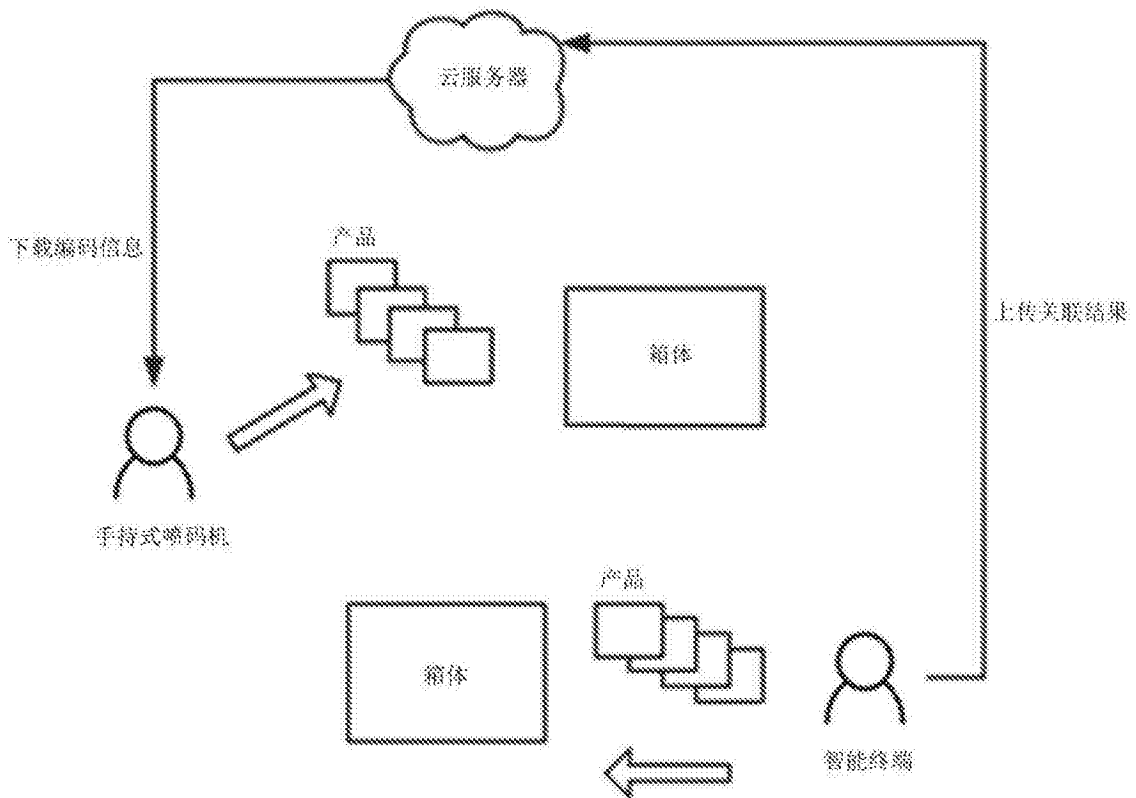 云服务器
下载编码信息
产品
箱体
上传关联结果
手持式喷码机
产品
箱体
智能终端